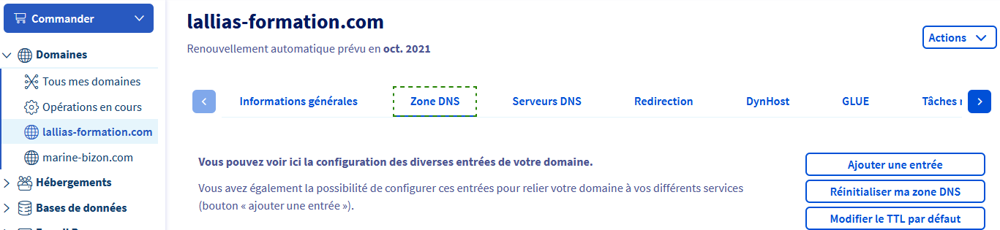 Commander
Domaines
Tous mes domaines
Opérations en cours
lallias-formation.com
marine-bizon.com
Hébergements
Bases de données
lallias-formation.com
Renouvellement automatique prévu en oct. 2021
Actions
Informations générales
Zone DNS
Serveurs DNS
Redirection
DynHost
GLUE
Tâches
Vous pouvez voir ici la configuration des diverses entrées de votre domaine.
Vous avez également la possibilité de configurer ces entrées pour relier votre domaine à vos différents services
(bouton « ajouter une entrée »).
Ajouter une entrée
Réinitialiser ma zone DNS
Modifier le TTL par défaut